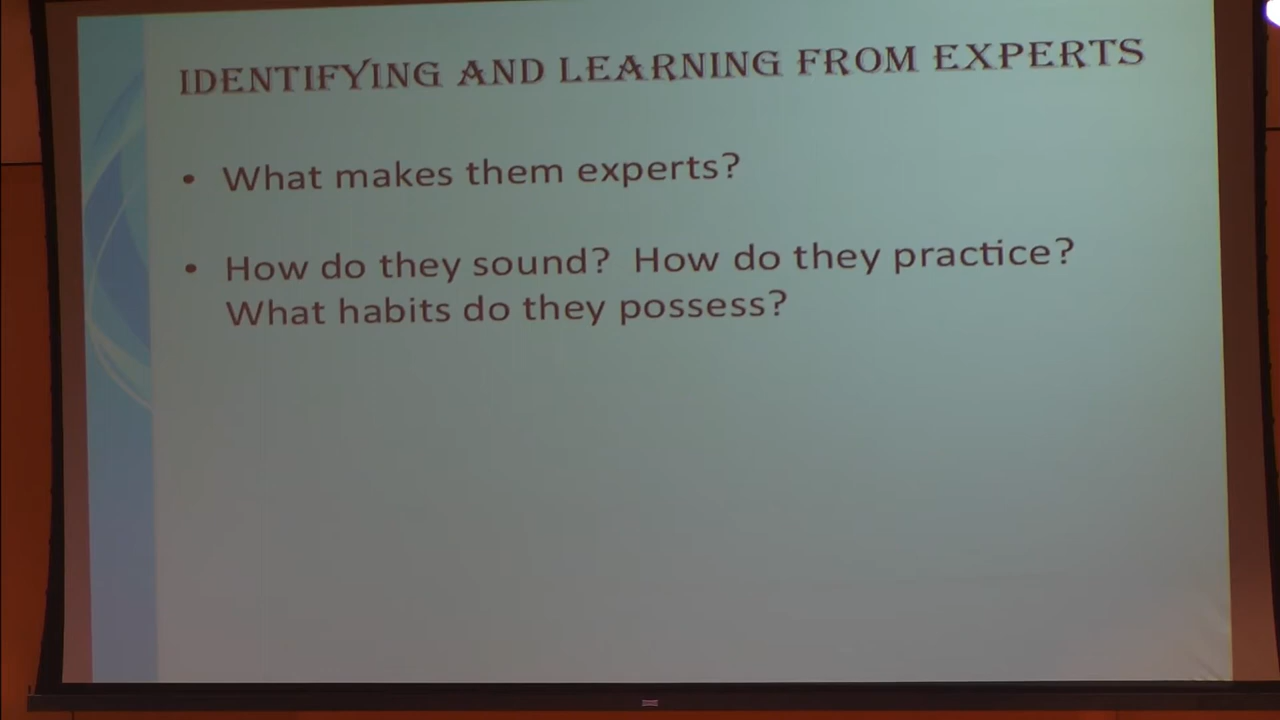 IDENTIFYING AND LEARNING FROM EXPERTS
• What makes them experts?
• How do they sound? How do they practice?
What habits do they possess?